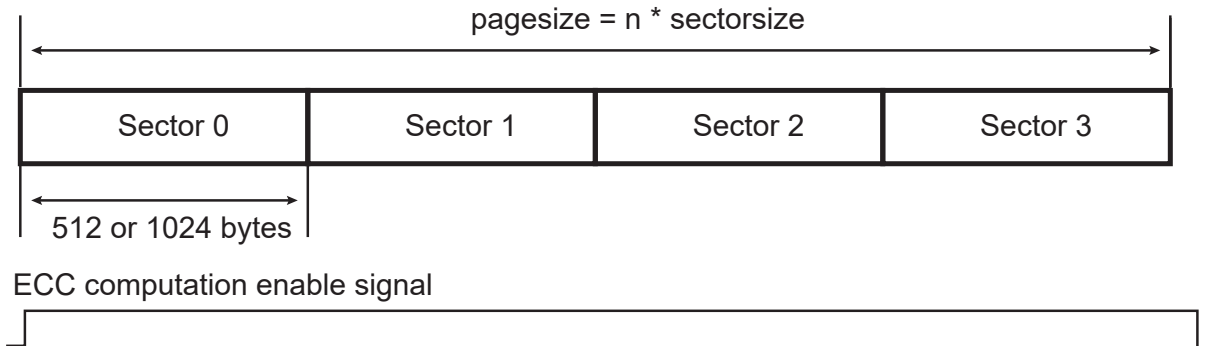 pagesize = n * sectorsize
Sector 0 Sector 1 Sector 2 Sector 3
512 or 1024 bytes
ECC computation enable signal